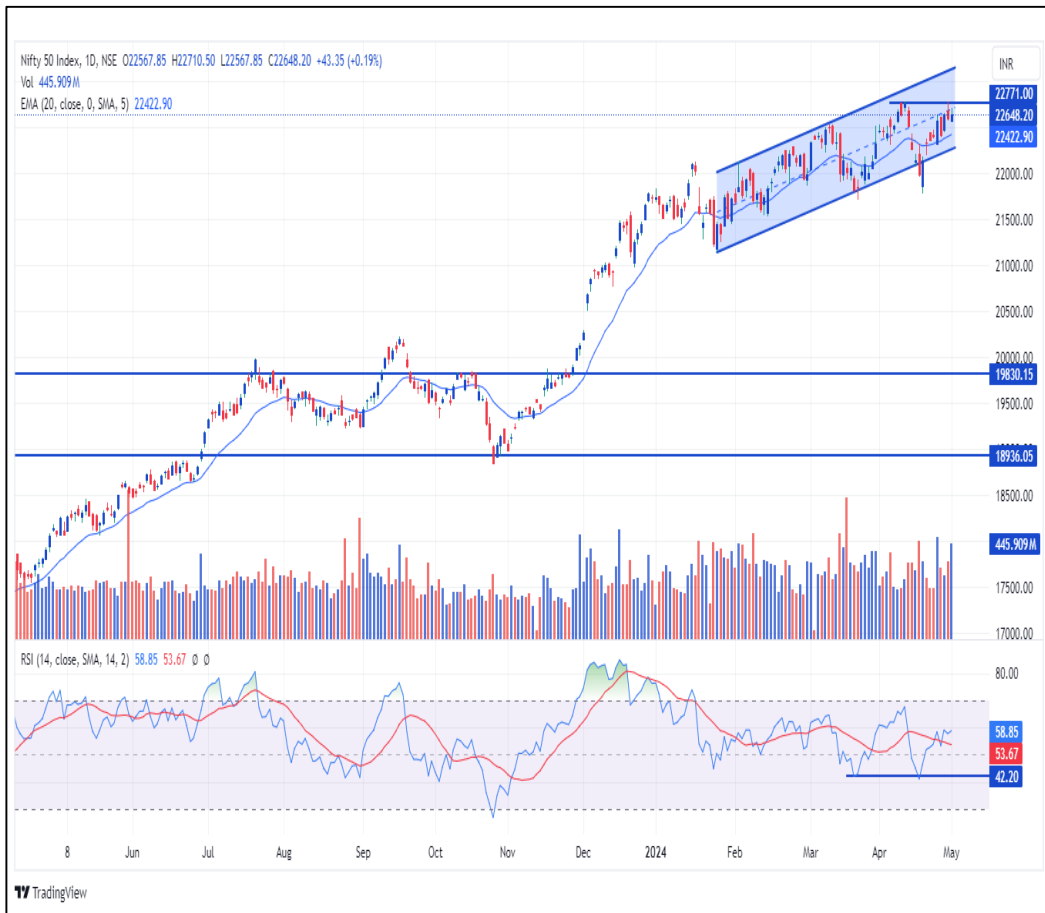 Nifty 50 Index, 1D, NSE O22567.85 H22710.50 L22567.85 C22648.20 +43.35 (+0.19%)
INR
Vol 445.909M
EMA (20, close, 0, SMA, 5) 22422.90
22771.00
22648.20
22422.90
22000.00
21500.00
21000.00
20500.00
20000.00
19830.15
19500.00
18936.05
18500.00
445.909M
17500.00
17000.00
RSI (14, close, SMA, 14, 2) 58.85 53.67 Ø Ø
80.00
58.85
53.67
42.20
8 Jun Jul Aug Sep Oct Nov Dec 2024 Feb Mar Apr May
TradingView